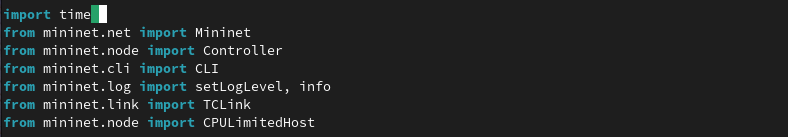 import time
from mininet.net import Mininet
from mininet.node import Controller
from mininet.cli import CLI
from mininet.log import setLogLevel, info
from mininet.link import TCLink
from mininet.node import CPULimitedHost